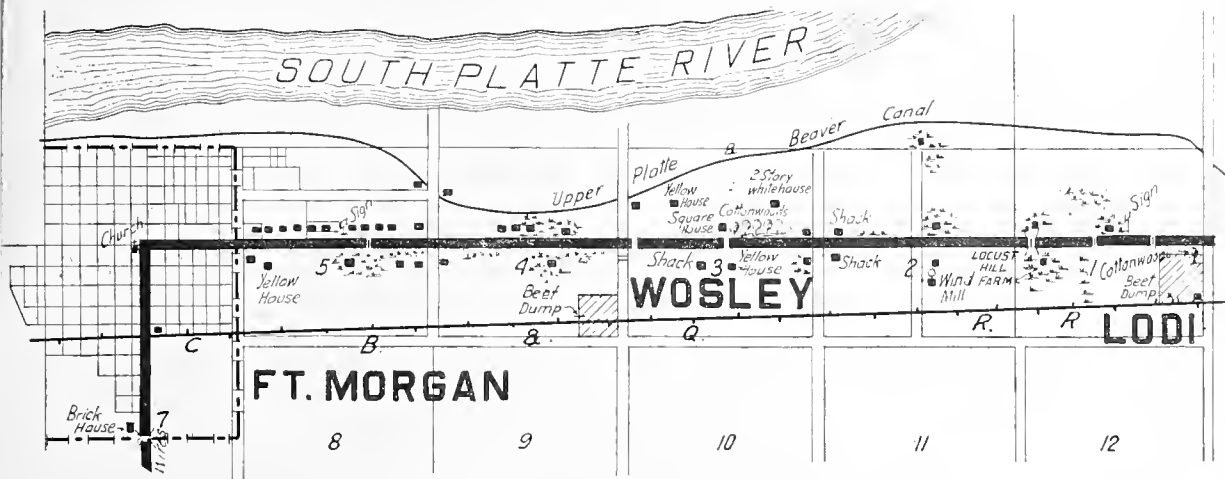 SOUTH PLATTE RIVER
Upper Platte & Beaver Canal
Church
Sign
Yellow House
Square House
2 Story white house
Cottonwoods
Shack
Sign
Yellow House
5
4
Beet Dump
Shack
3
Yellow House
Shack
2
Wind Mill
LOCUST HILL FARM
1
Cottonwoods
Beet Dump
WOSLEY
LODI
C B & Q R R
FT. MORGAN
Brick House
7
Miles
8
9
10
11
12